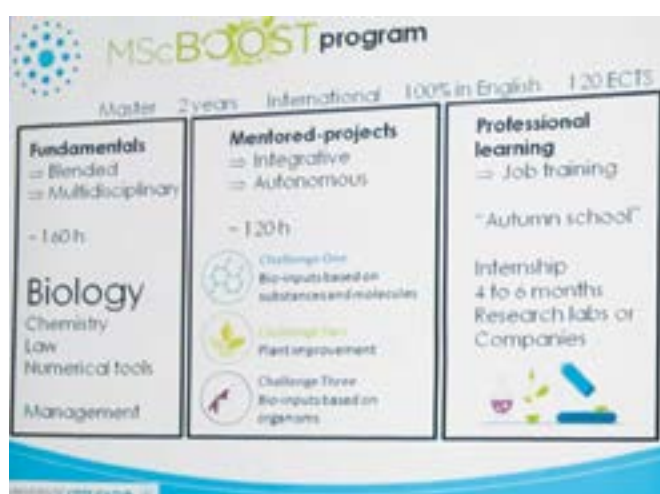 MScBOOST program
Master 2 years International 100% in English 120 ECTS
Fundamentals
⇒ Blended
⇒ Multidisciplinary
~ 160 h
Biology
Chemistry
Law
Numerical tools
Management
Mentored-projects
⇒ Integrative
⇒ Autonomous
~ 120 h
Challenge One
Bio-inputs based on
substances and molecules
Challenge
Plant improvement
Challenge Three
Bio-inputs based on
organisms
Professional
learning
⇒ Job training
"Autumn school"
Internship
4 to 6 months
Research labs or
Companies